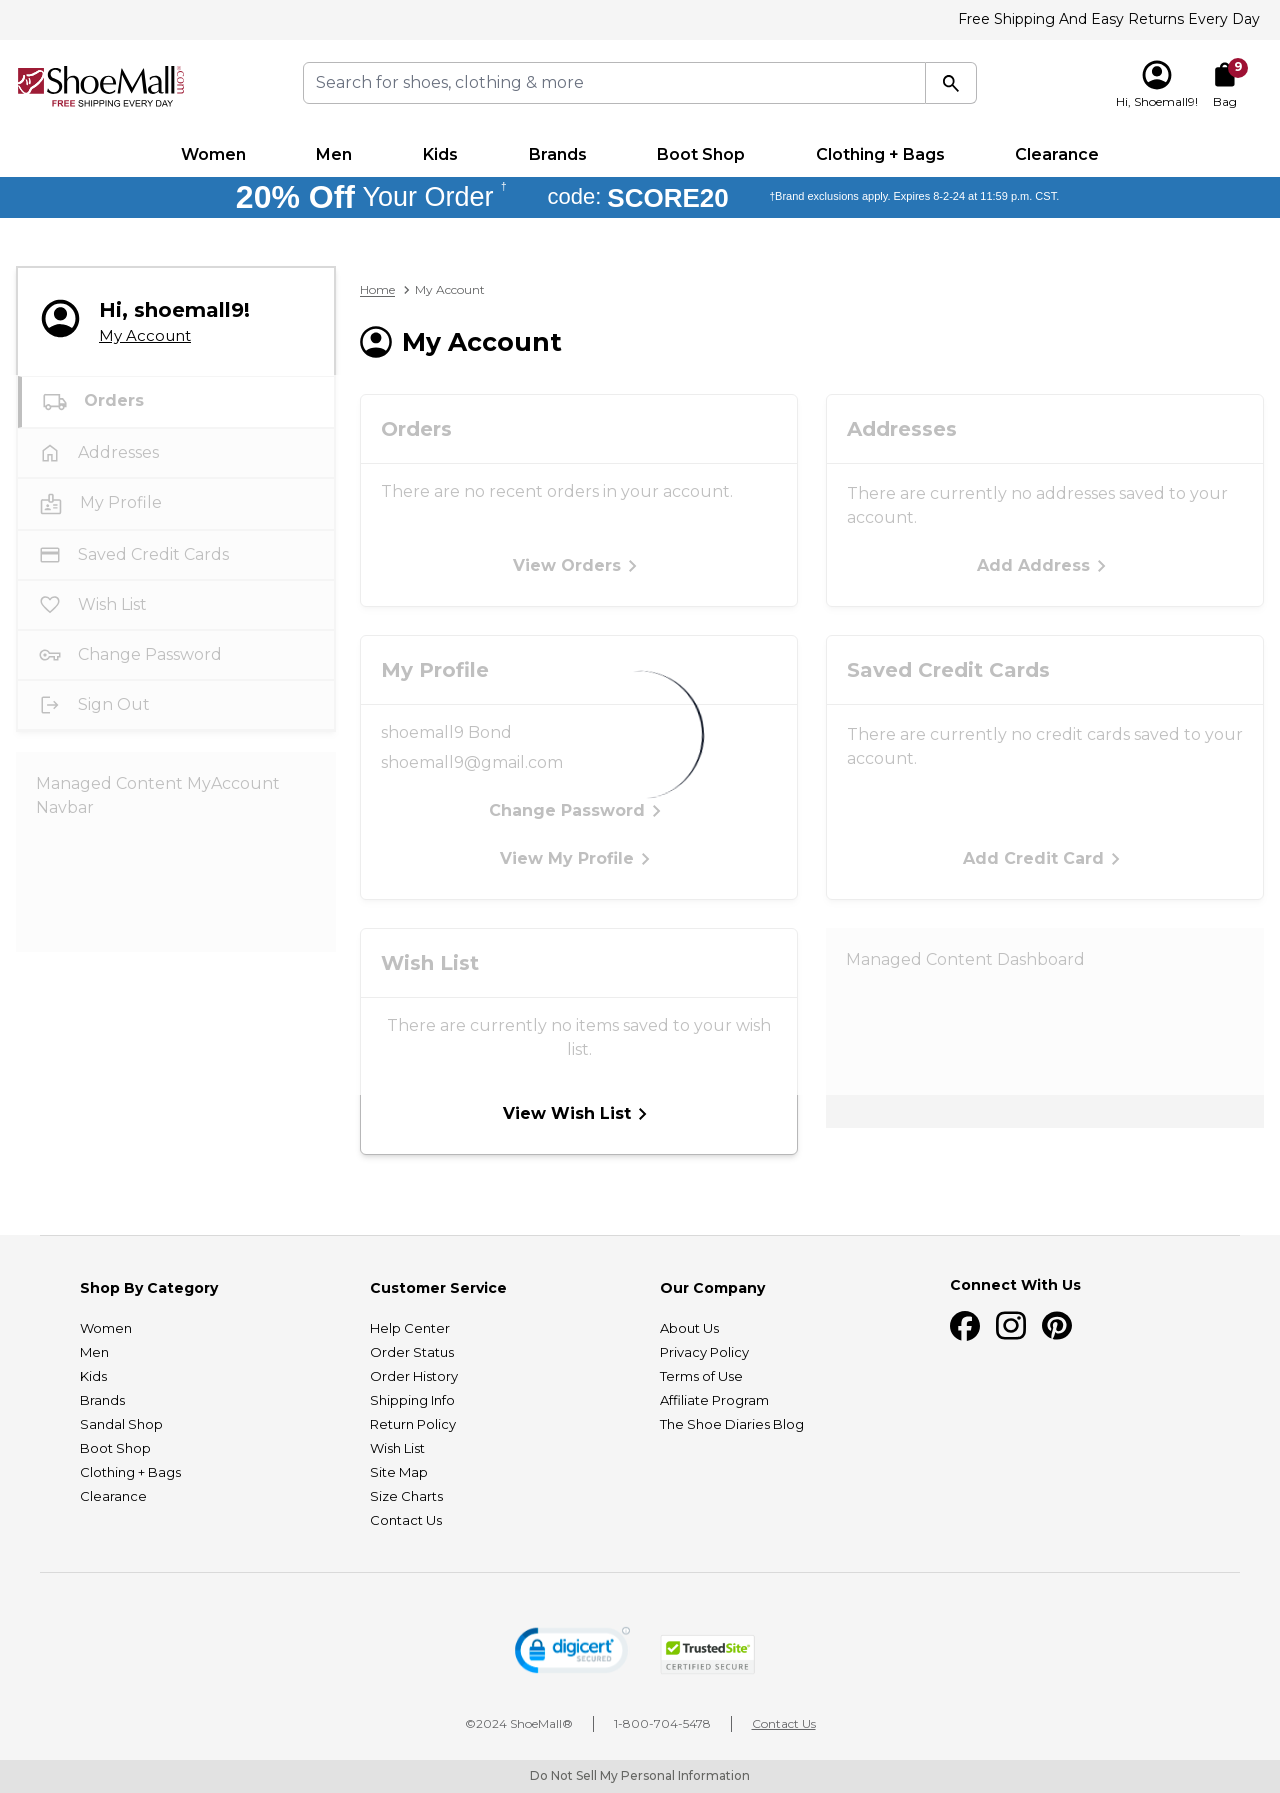 Free Shipping And Easy Returns Every Day
ShoeMall.com
FREE SHIPPING EVERY DAY
Search for shoes, clothing & more
Hi, Shoemall9!
9
Bag
Women Men Kids Brands Boot Shop Clothing + Bags Clearance
20% Off Your Order † code: SCORE20 †Brand exclusions apply. Expires 8-2-24 at 11:59 p.m. CST.
Hi, shoemall9!
My Account
Orders
Addresses
My Profile
Saved Credit Cards
Wish List
Change Password
Sign Out
Managed Content MyAccount
Navbar
Home > My Account
My Account
Orders
There are no recent orders in your account.
View Orders
Addresses
There are currently no addresses saved to your
account.
Add Address
My Profile
shoemall9 Bond
shoemall9@gmail.com
Change Password
View My Profile
Saved Credit Cards
There are currently no credit cards saved to your
account.
Add Credit Card
Wish List
There are currently no items saved to your wish
list.
View Wish List
Managed Content Dashboard
Shop By Category
Women
Men
Kids
Brands
Sandal Shop
Boot Shop
Clothing + Bags
Clearance
Customer Service
Help Center
Order Status
Order History
Shipping Info
Return Policy
Wish List
Site Map
Size Charts
Contact Us
Our Company
About Us
Privacy Policy
Terms of Use
Affiliate Program
The Shoe Diaries Blog
Connect With Us
digicert
SECURED
TrustedSite
CERTIFIED SECURE
©2024 ShoeMall®
1-800-704-5478
Contact Us
Do Not Sell My Personal Information